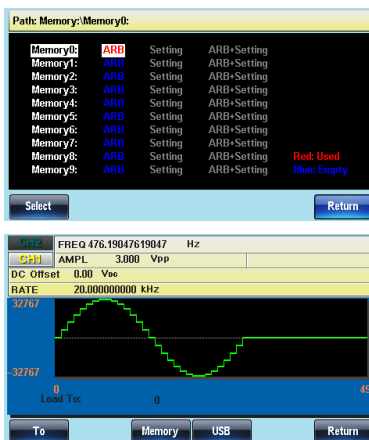 Path: Memory:\Memory0:
Memory0: ARB Setting ARB+Setting
Memory1: ARB Setting ARB+Setting
Memory2: ARB Setting ARB+Setting
Memory3: ARB Setting ARB+Setting
Memory4: ARB Setting ARB+Setting
Memory5: ARB Setting ARB+Setting
Memory6: ARB Setting ARB+Setting
Memory7: ARB Setting ARB+Setting
Memory8: ARB Setting ARB+Setting Red: Used
Memory9: ARB Setting ARB+Setting Blue: Empty
Select Return
CH2 FREQ 476.19047619047 Hz
CH1 AMPL 3.000 Vpp
DC Offset 0.00 VDC
RATE 20.000000000 kHz
32767
-32767
0 49
Load To: 0
To Memory USB Return